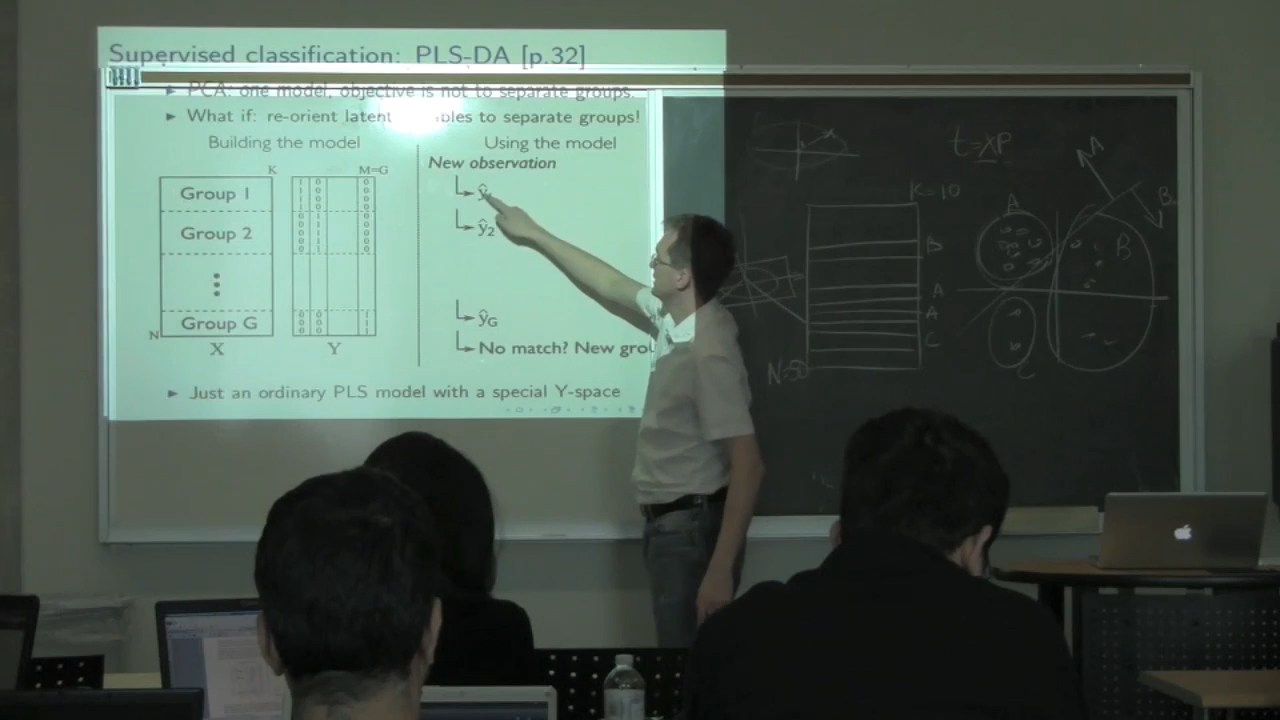 Supervised classification: PLS-DA [p.32]
► PCA: one model, objective is not to separate groups.
► What if: re-orient latent bles to separate groups!
Building the model
Using the model
K
M=G
New observation
Group 1
Group 2
Group G
N
X
Y
ŷ₂
ŷG
No match? New gro
► Just an ordinary PLS model with a special Y-space
t=XP
K=10
A
B
A
A
C
N=50
A
B
A
B
C